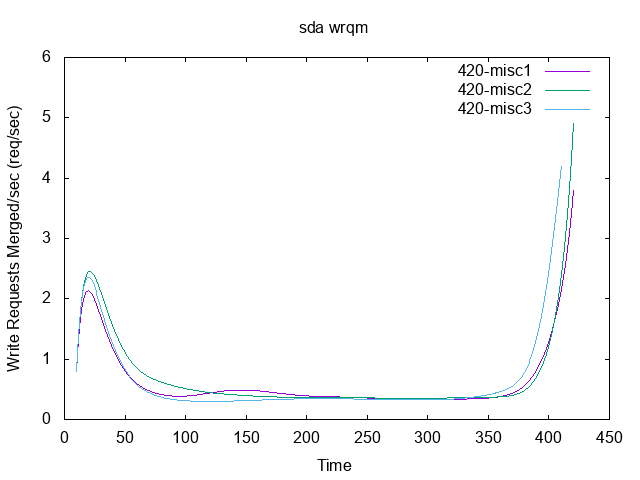 sda wrqm
420-misc1
420-misc2
420-misc3
Write Requests Merged/sec (req/sec)
6
5
4
3
2
1
0
0 50 100 150 200 250 300 350 400 450
Time